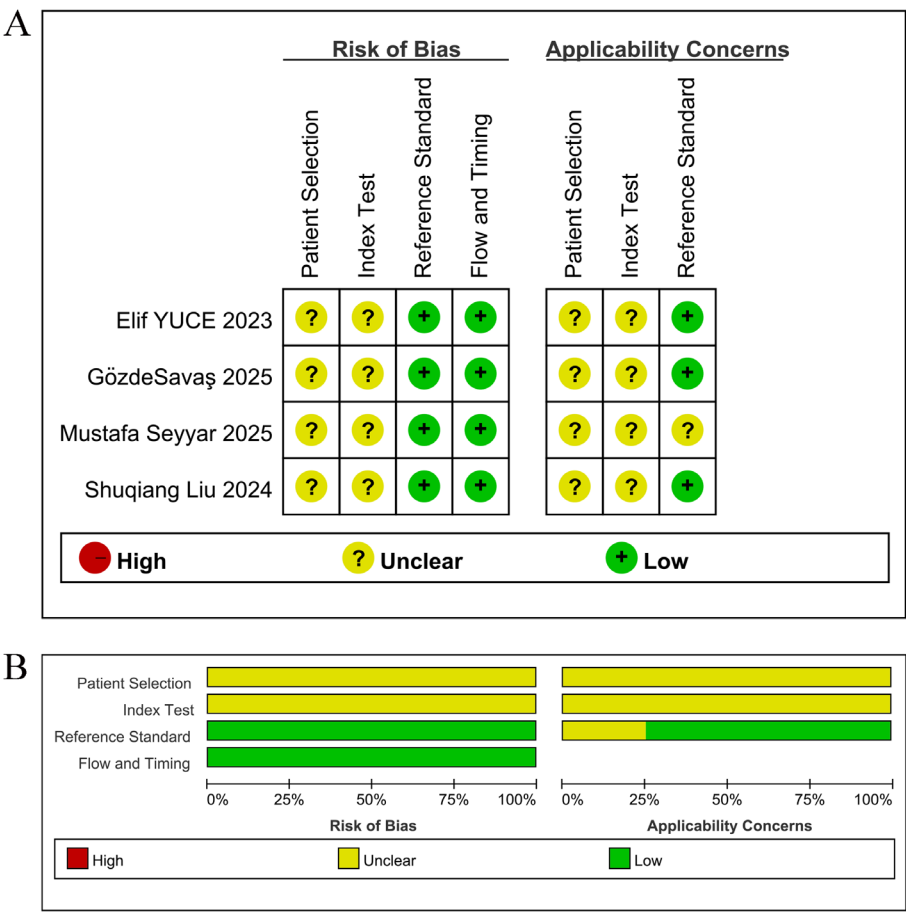 A
Risk of Bias
Applicability Concerns
Patient Selection
Index Test
Reference Standard
Flow and Timing
Patient Selection
Index Test
Reference Standard
Elif YUCE 2023
? ? + + ? ? +
GözdeSavaş 2025
? ? + + ? ? +
Mustafa Seyyar 2025
? ? + + ? ? ?
Shuqiang Liu 2024
? ? + + ? ? +
– High
? Unclear
+ Low
B
Patient Selection
Index Test
Reference Standard
Flow and Timing
0% 25% 50% 75% 100%
0% 25% 50% 75% 100%
Risk of Bias
Applicability Concerns
High
Unclear
Low